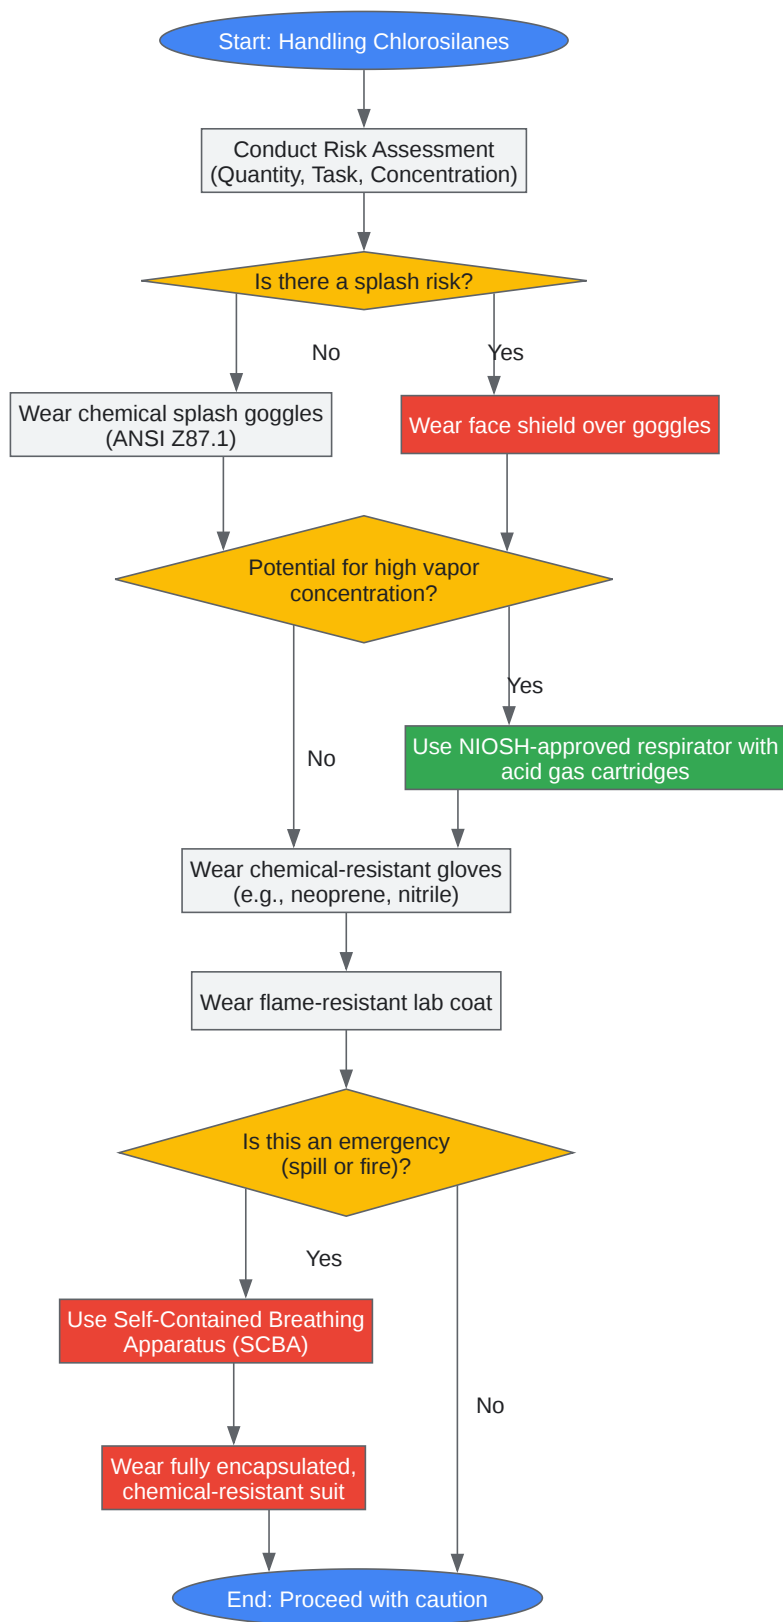 Start: Handling Chlorosilanes
Conduct Risk Assessment
(Quantity, Task, Concentration)
Is there a splash risk?
No
Yes
Wear chemical splash goggles
(ANSI Z87.1)
Wear face shield over goggles
Potential for high vapor
concentration?
Yes
No
Use NIOSH-approved respirator with
acid gas cartridges
Wear chemical-resistant gloves
(e.g., neoprene, nitrile)
Wear flame-resistant lab coat
Is this an emergency
(spill or fire)?
Yes
Use Self-Contained Breathing
Apparatus (SCBA)
No
Wear fully encapsulated,
chemical-resistant suit
End: Proceed with caution